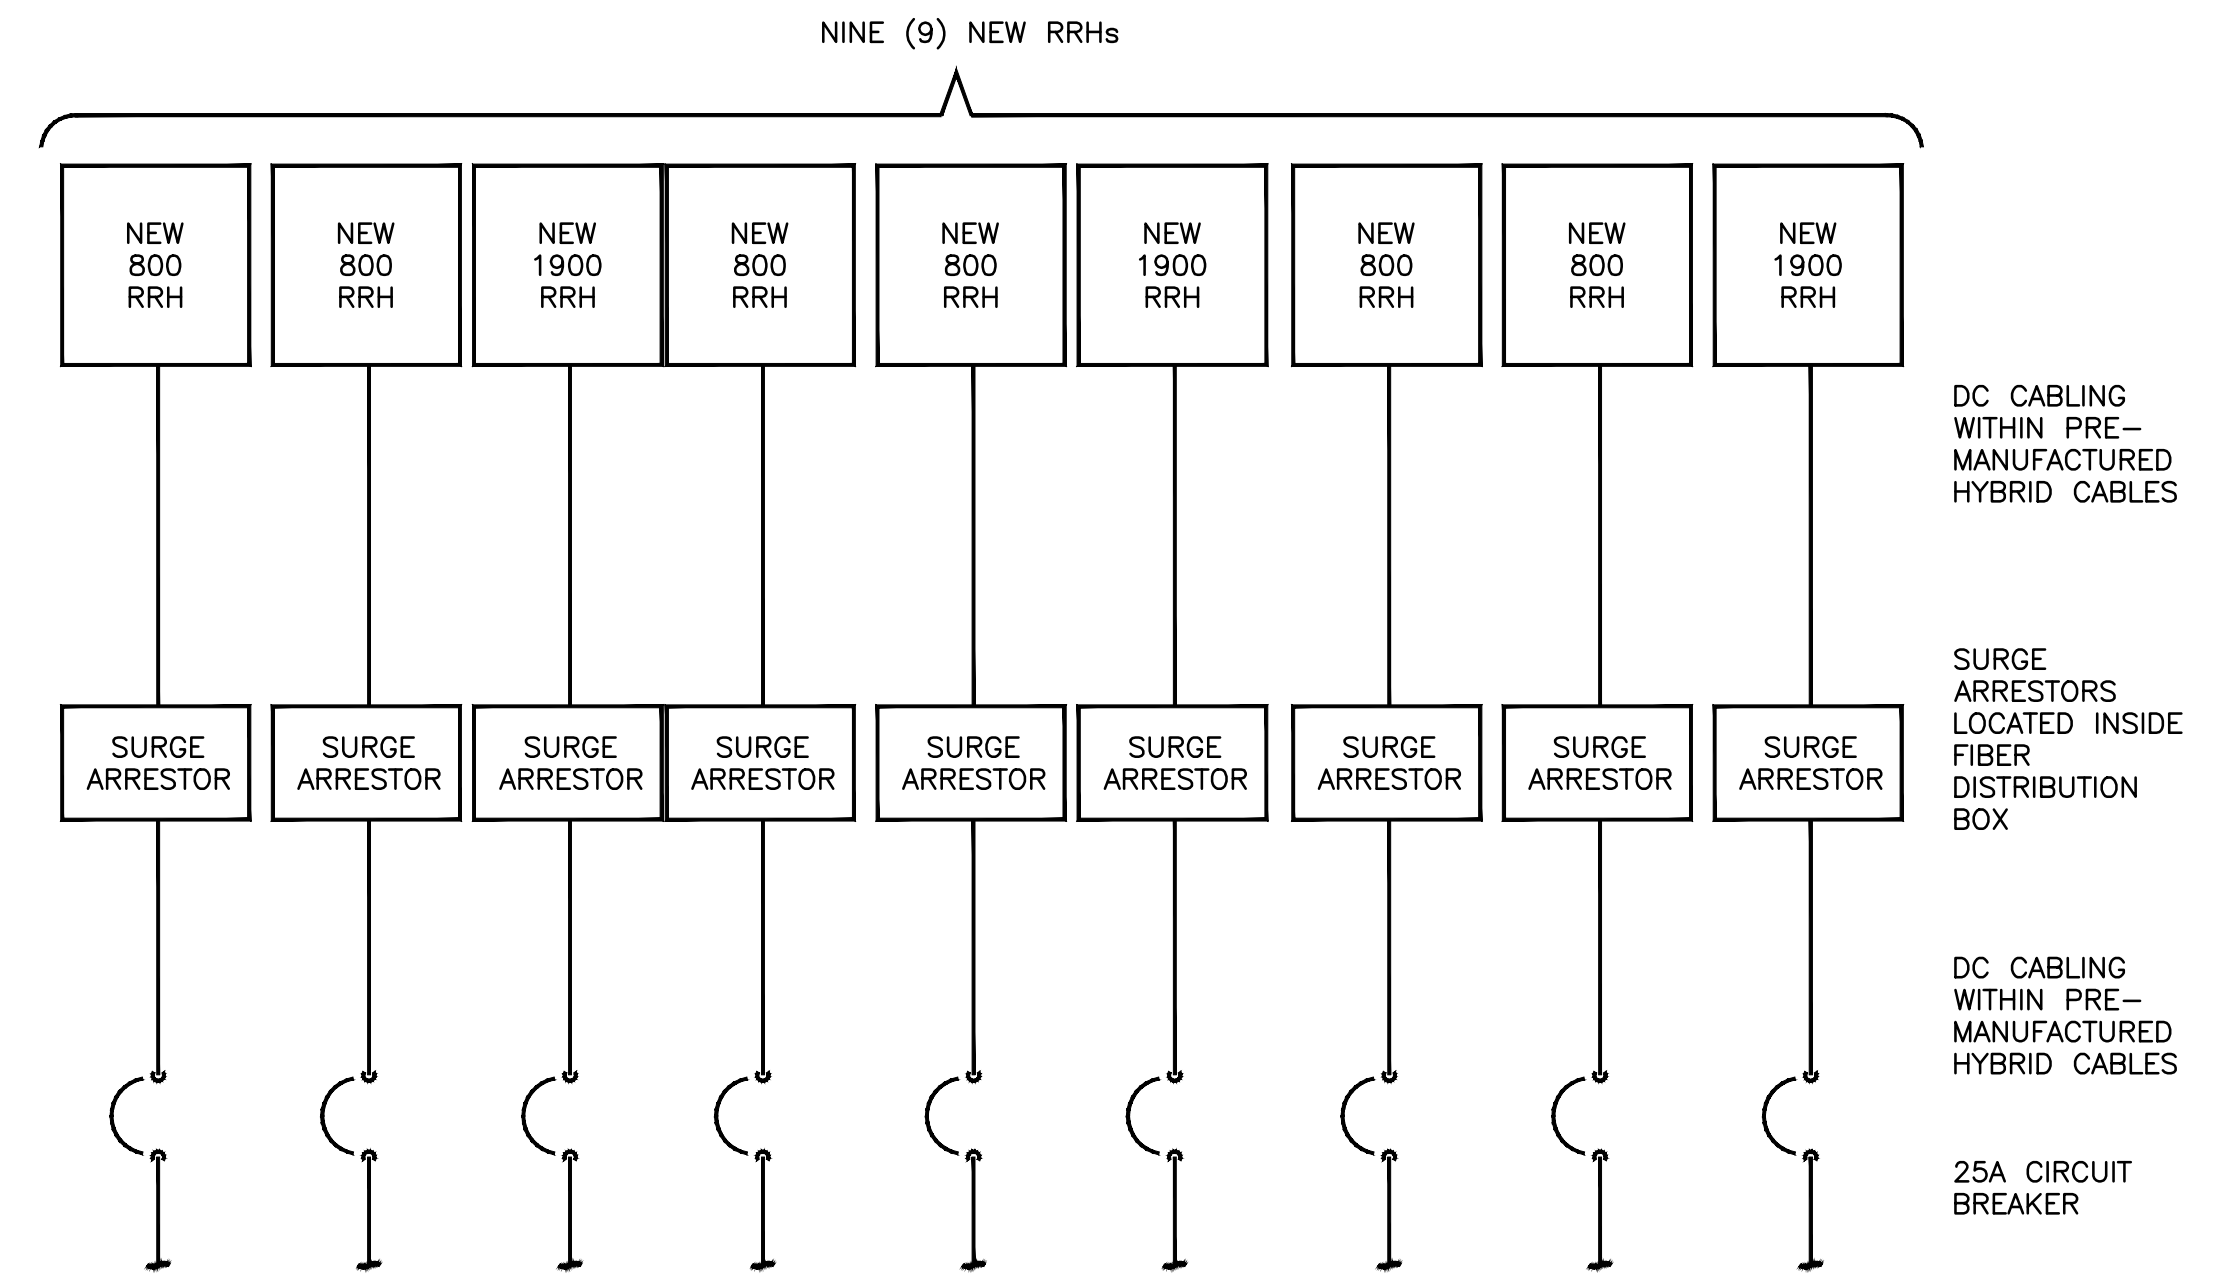 NINE (9) NEW RRHs
NEW
800
RRH
NEW
800
RRH
NEW
1900
RRH
NEW
800
RRH
NEW
800
RRH
NEW
1900
RRH
NEW
800
RRH
NEW
800
RRH
NEW
1900
RRH
DC CABLING
WITHIN PRE-
MANUFACTURED
HYBRID CABLES
SURGE
ARRESTOR
SURGE
ARRESTOR
SURGE
ARRESTOR
SURGE
ARRESTOR
SURGE
ARRESTOR
SURGE
ARRESTOR
SURGE
ARRESTOR
SURGE
ARRESTOR
SURGE
ARRESTOR
SURGE
ARRESTORS
LOCATED INSIDE
FIBER
DISTRIBUTION
BOX
DC CABLING
WITHIN PRE-
MANUFACTURED
HYBRID CABLES
25A CIRCUIT
BREAKER